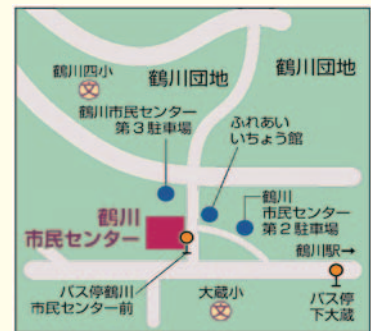 鶴川四小
文
鶴川団地
鶴川団地
鶴川市民センター
第3駐車場
ふれあい
いちょう館
鶴川
市民センター
第2駐車場
鶴川
市民センター
鶴川駅→
バス停鶴川
市民センター前
大蔵小
文
バス停
下大蔵